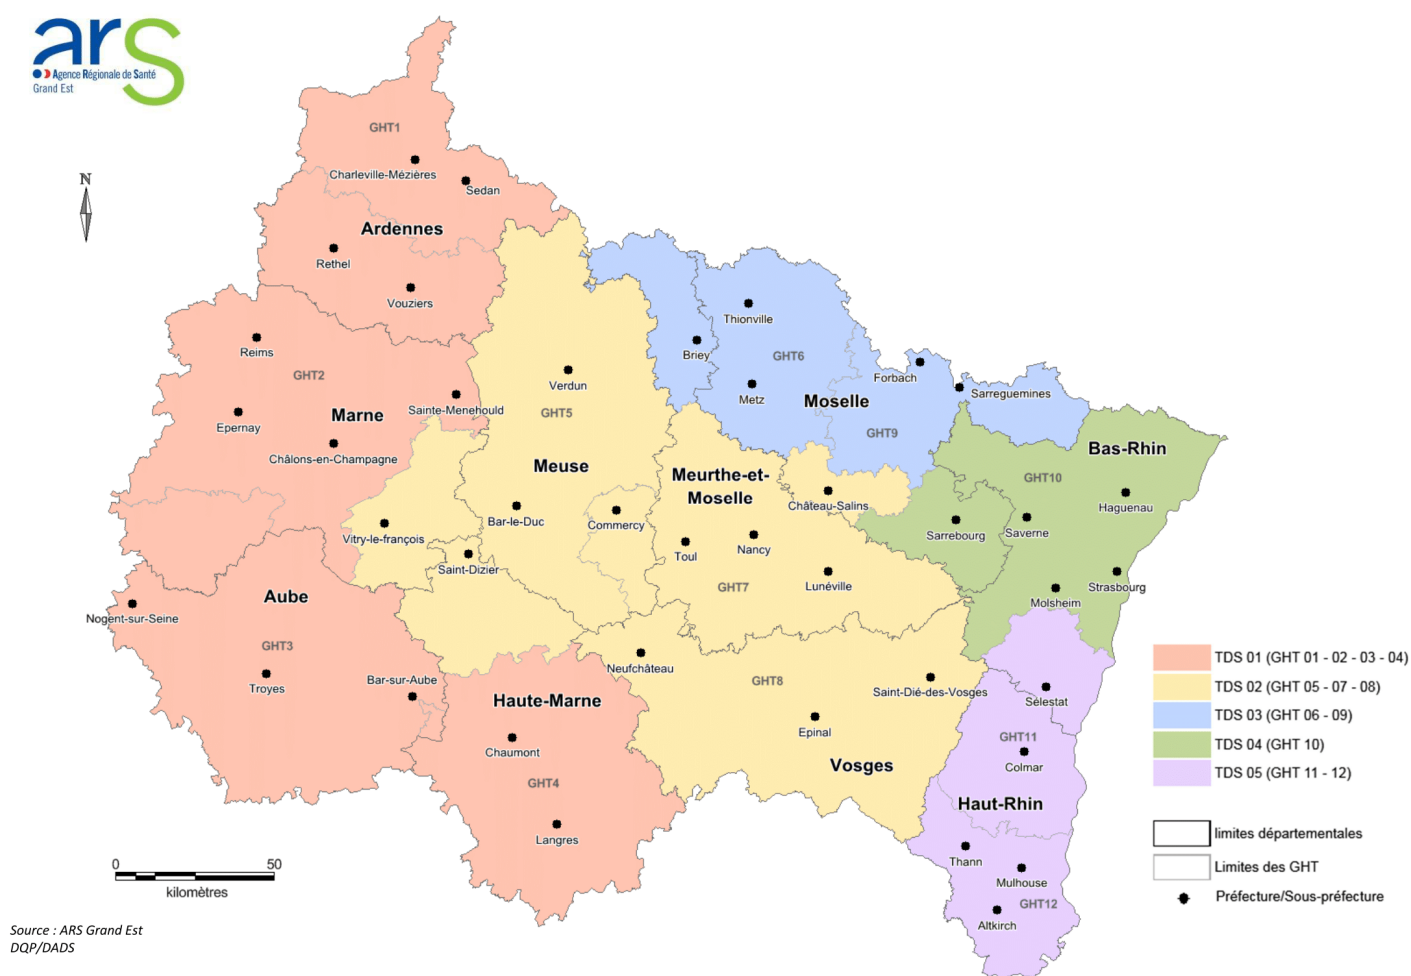 ars
Agence Régionale de Santé
Grand Est
N
GHT1
Charleville-Mézières
Sedan
Ardennes
Rethel
Vouziers
Reims
GHT2
Marne
Sainte-Menehould
Epernay
Châlons-en-Champagne
Verdun
GHT5
Meuse
Bar-le-Duc
Commercy
Vitry-le-françois
Saint-Dizier
Thionville
Briey
GHT6
Metz
Moselle
Forbach
Sarreguemines
GHT9
Bas-Rhin
GHT10
Haguenau
Meurthe-et-
Moselle
Château-Salins
Sarrebourg
Saverne
Toul
Nancy
Lunéville
GHT7
Strasbourg
Molsheim
Aube
Nogent-sur-Seine
GHT3
Troyes
Bar-sur-Aube
Haute-Marne
Chaumont
GHT4
Langres
Neufchâteau
GHT8
Saint-Dié-des-Vosges
Epinal
Vosges
Sélestat
GHT11
Colmar
Haut-Rhin
Thann
Mulhouse
GHT12
Altkirch
TDS 01 (GHT 01 - 02 - 03 - 04)
TDS 02 (GHT 05 - 07 - 08)
TDS 03 (GHT 06 - 09)
TDS 04 (GHT 10)
TDS 05 (GHT 11 - 12)
limites départementales
Limites des GHT
Préfecture/Sous-préfecture
0 50
kilomètres
Source : ARS Grand Est
DQP/DADS